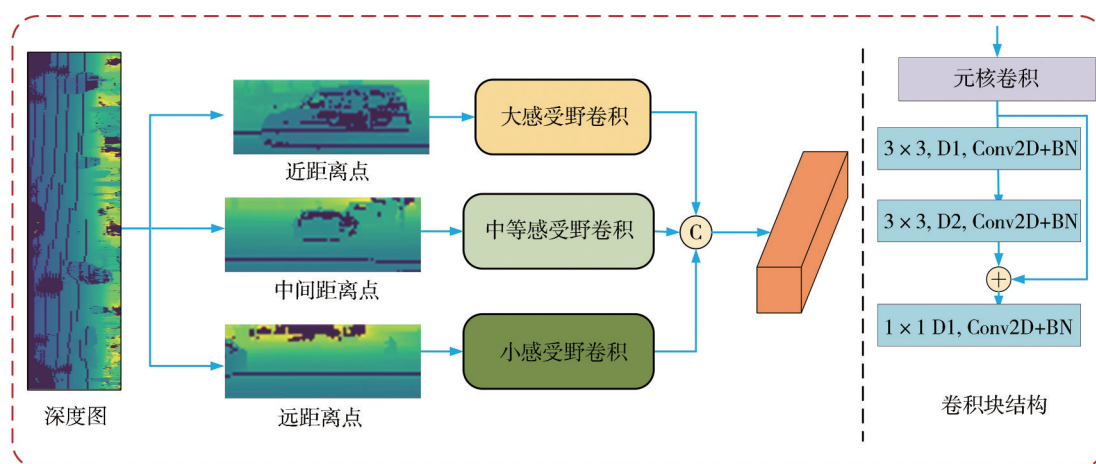 深度图
近距离点
中间距离点
远距离点
大感受野卷积
中等感受野卷积
小感受野卷积
C
元核卷积
3 × 3, D1, Conv2D+BN
3 × 3, D2, Conv2D+BN
+
1 × 1 D1, Conv2D+BN
卷积块结构